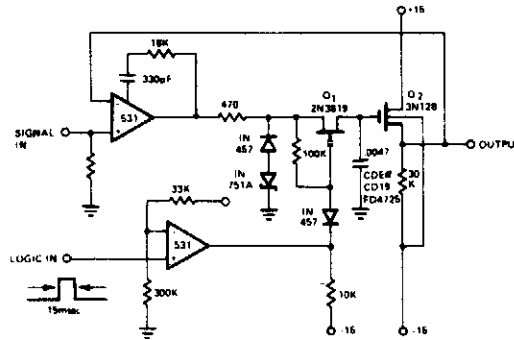 +15
18K
330pF
531
SIGNAL
IN
470
IN
457
IN
751A
100K
Q1
2N3819
Q2
3N128
.0047
CDE#
CD19
FD4725
30
K
OUTPUT
33K
531
IN
457
LOGIC IN
15msec
300K
10K
-15
-15